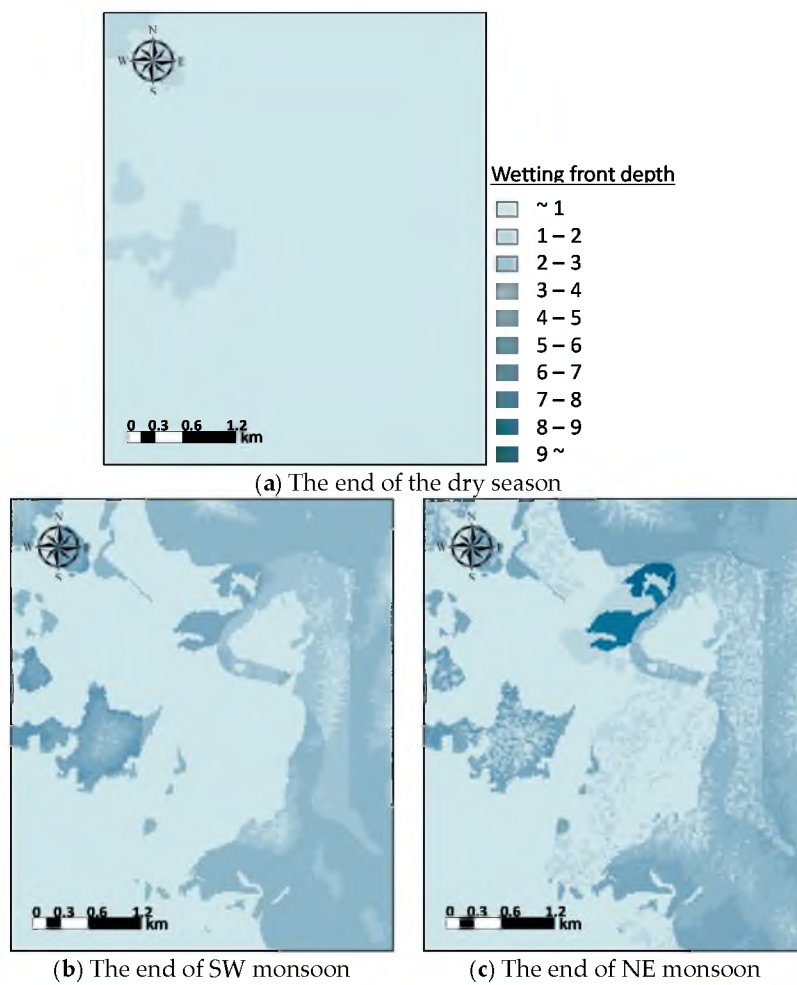 N
W E
S
0 0.3 0.6 1.2
km
Wetting front depth
~ 1
1 – 2
2 – 3
3 – 4
4 – 5
5 – 6
6 – 7
7 – 8
8 – 9
9 ~
(a) The end of the dry season
N
W E
S
0 0.3 0.6 1.2
km
(b) The end of SW monsoon
N
W E
S
0 0.3 0.6 1.2
km
(c) The end of NE monsoon